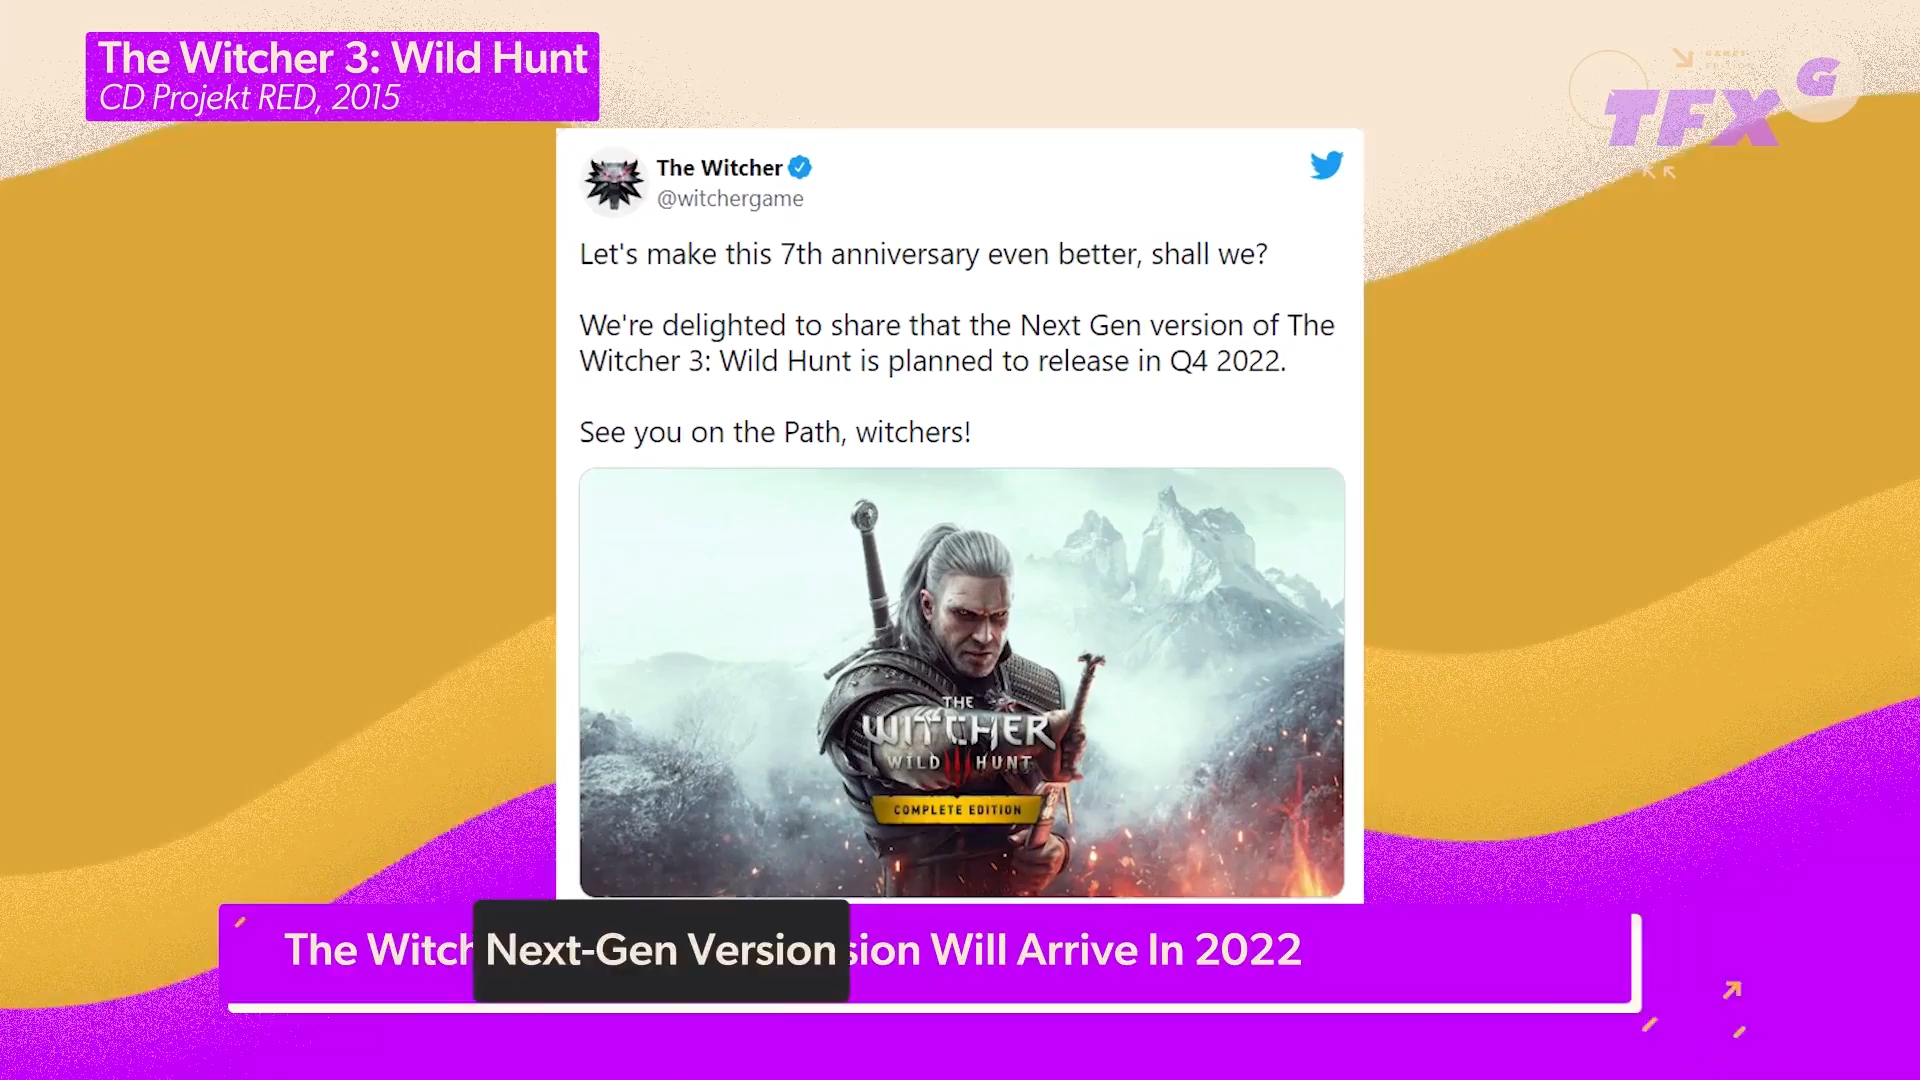 The Witcher 3: Wild Hunt
CD Projekt RED, 2015
TFX G
The Witcher
@witchergame
Let's make this 7th anniversary even better, shall we?
We're delighted to share that the Next Gen version of The
Witcher 3: Wild Hunt is planned to release in Q4 2022.
See you on the Path, witchers!
THE
WITCHER
WILD III HUNT
COMPLETE EDITION
The Witch Next-Gen Version sion Will Arrive In 2022